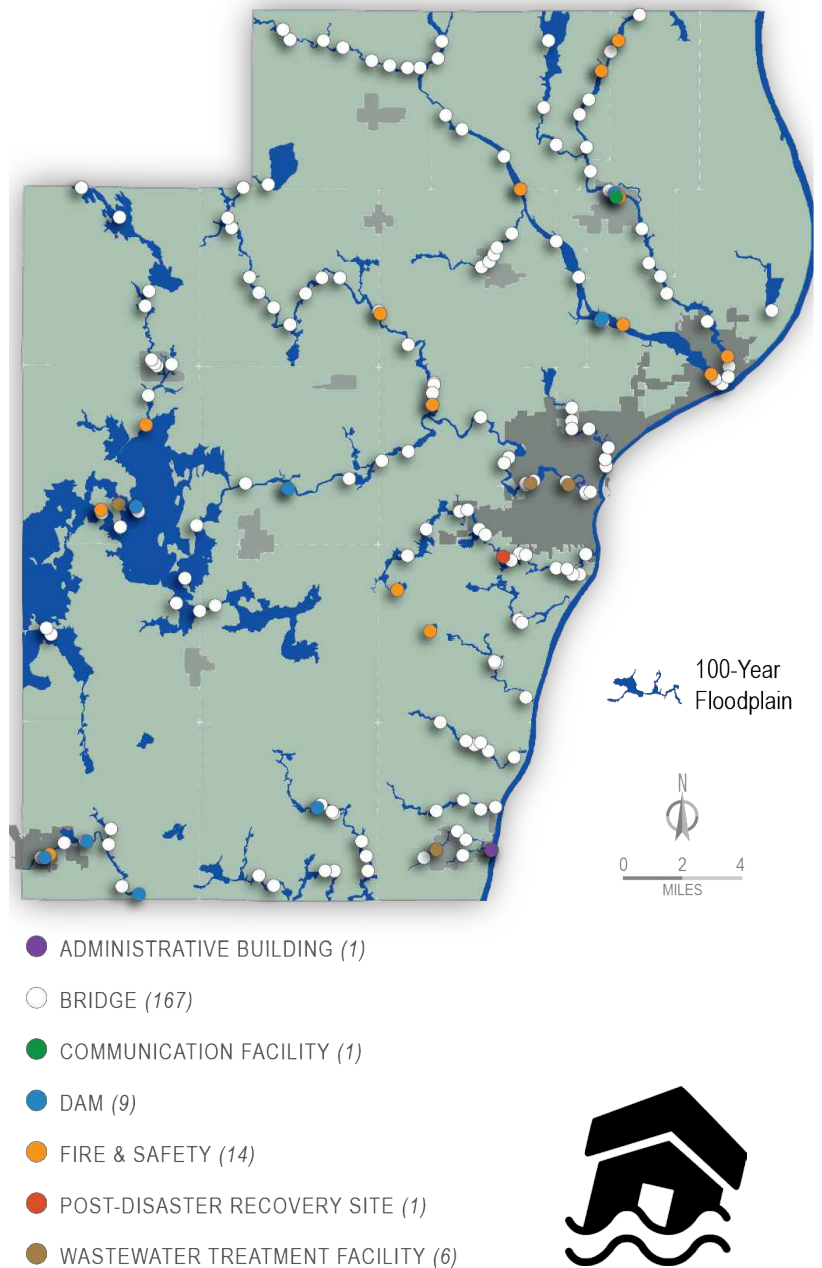 100-Year
Floodplain
N
0 2 4
MILES
ADMINISTRATIVE BUILDING (1)
BRIDGE (167)
COMMUNICATION FACILITY (1)
DAM (9)
FIRE & SAFETY (14)
POST-DISASTER RECOVERY SITE (1)
WASTEWATER TREATMENT FACILITY (6)